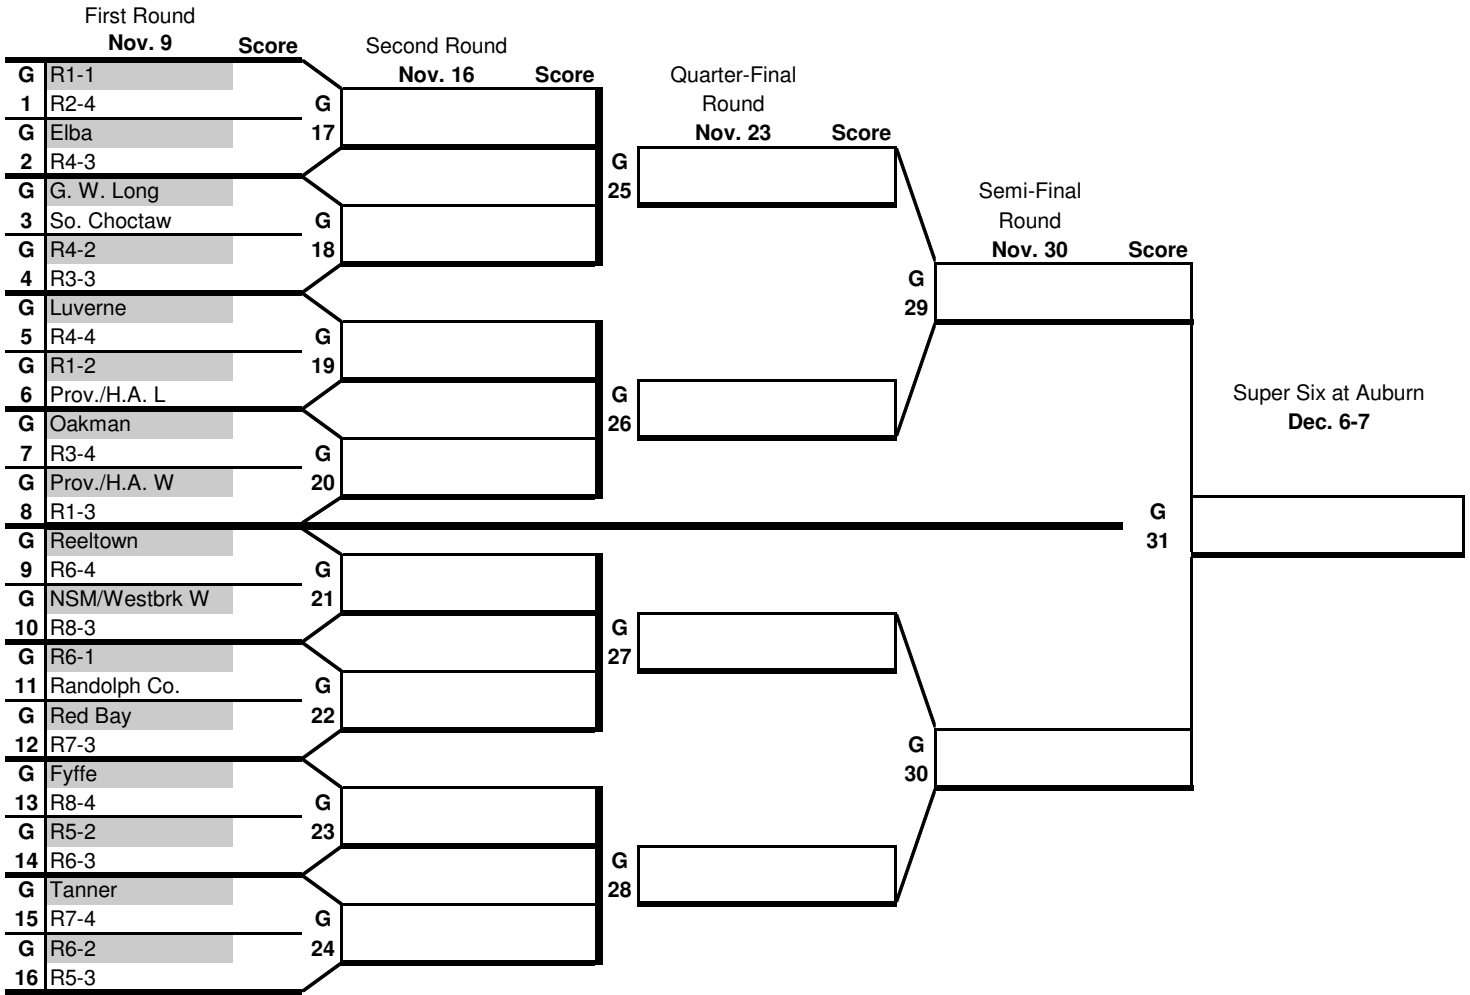 First Round
Nov. 9 Score
G R1-1
1 R2-4
G Elba
2 R4-3
G G. W. Long
3 So. Choctaw
G R4-2
4 R3-3
G Luverne
5 R4-4
G R1-2
6 Prov./H.A. L
G Oakman
7 R3-4
G Prov./H.A. W
8 R1-3
G Reeltown
9 R6-4
G NSM/Westbrk W
10 R8-3
G R6-1
11 Randolph Co.
G Red Bay
12 R7-3
G Fyffe
13 R8-4
G R5-2
14 R6-3
G Tanner
15 R7-4
G R6-2
16 R5-3
Second Round
Nov. 16 Score
G
17
G
18
G
19
G
20
G
21
G
22
G
23
G
24
Quarter-Final
Round
Nov. 23 Score
G
25
G
26
G
27
G
28
Semi-Final
Round
Nov. 30 Score
G
29
G
30
Super Six at Auburn
Dec. 6-7
G
31